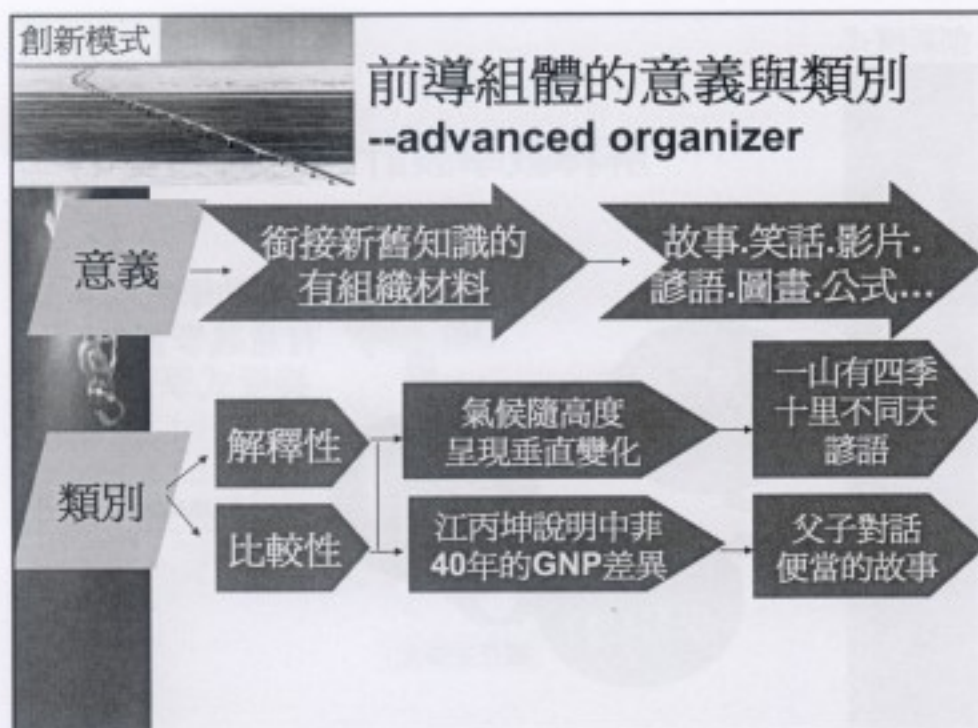 創新模式
前導組體的意義與類別
--advanced organizer
意義
銜接新舊知識的
有組織材料
故事.笑話.影片.
諺語.圖畫.公式...
類別
解釋性
氣候隨高度
呈現垂直變化
一山有四季
十里不同天
諺語
比較性
江丙坤說明中菲
40年的GNP差異
父子對話
便當的故事